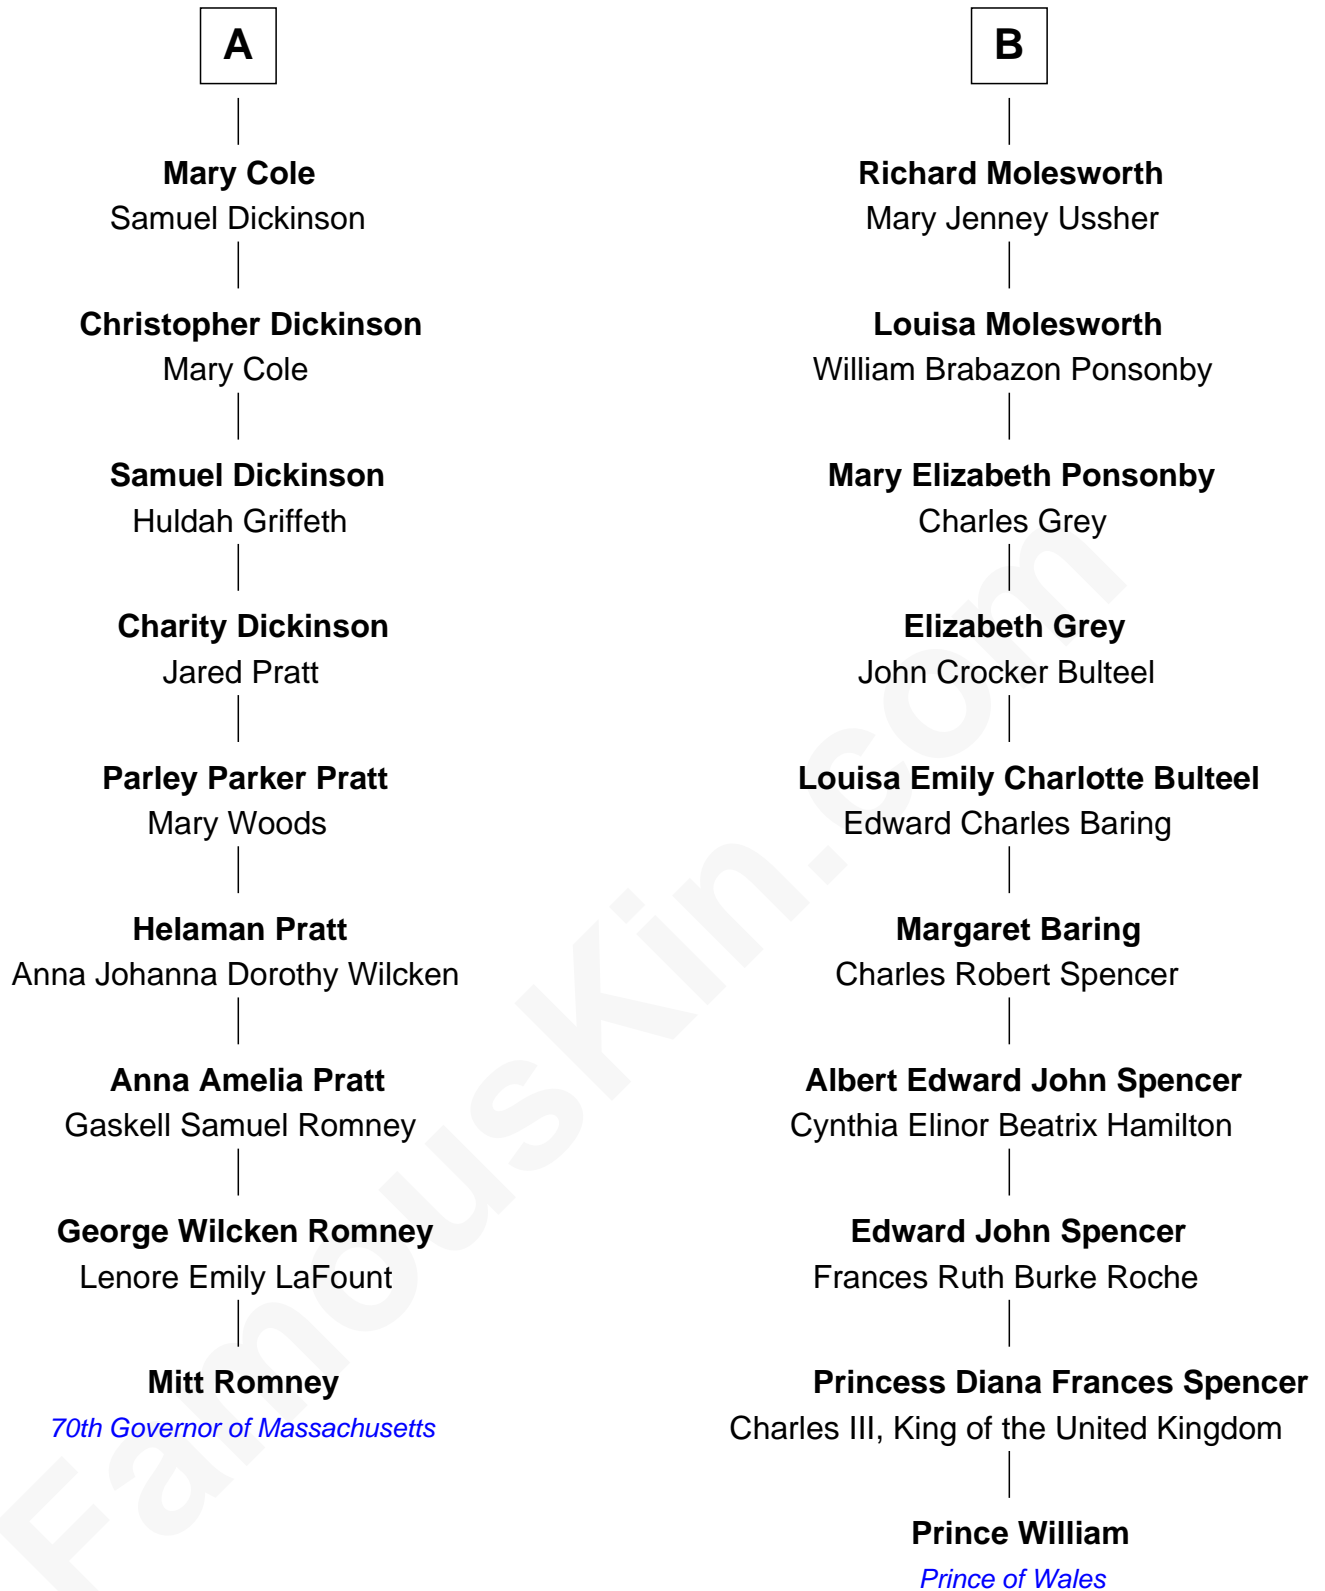 A
Mary Cole
Samuel Dickinson
Christopher Dickinson
Mary Cole
Samuel Dickinson
Huldah Griffeth
Charity Dickinson
Jared Pratt
Parley Parker Pratt
Mary Woods
Helaman Pratt
Anna Johanna Dorothy Wilcken
Anna Amelia Pratt
Gaskell Samuel Romney
George Wilcken Romney
Lenore Emily LaFount
Mitt Romney
70th Governor of Massachusetts
B
Richard Molesworth
Mary Jenney Ussher
Louisa Molesworth
William Brabazon Ponsonby
Mary Elizabeth Ponsonby
Charles Grey
Elizabeth Grey
John Crocker Bulteel
Louisa Emily Charlotte Bulteel
Edward Charles Baring
Margaret Baring
Charles Robert Spencer
Albert Edward John Spencer
Cynthia Elinor Beatrix Hamilton
Edward John Spencer
Frances Ruth Burke Roche
Princess Diana Frances Spencer
Charles III, King of the United Kingdom
Prince William
Prince of Wales
FamousKin.com